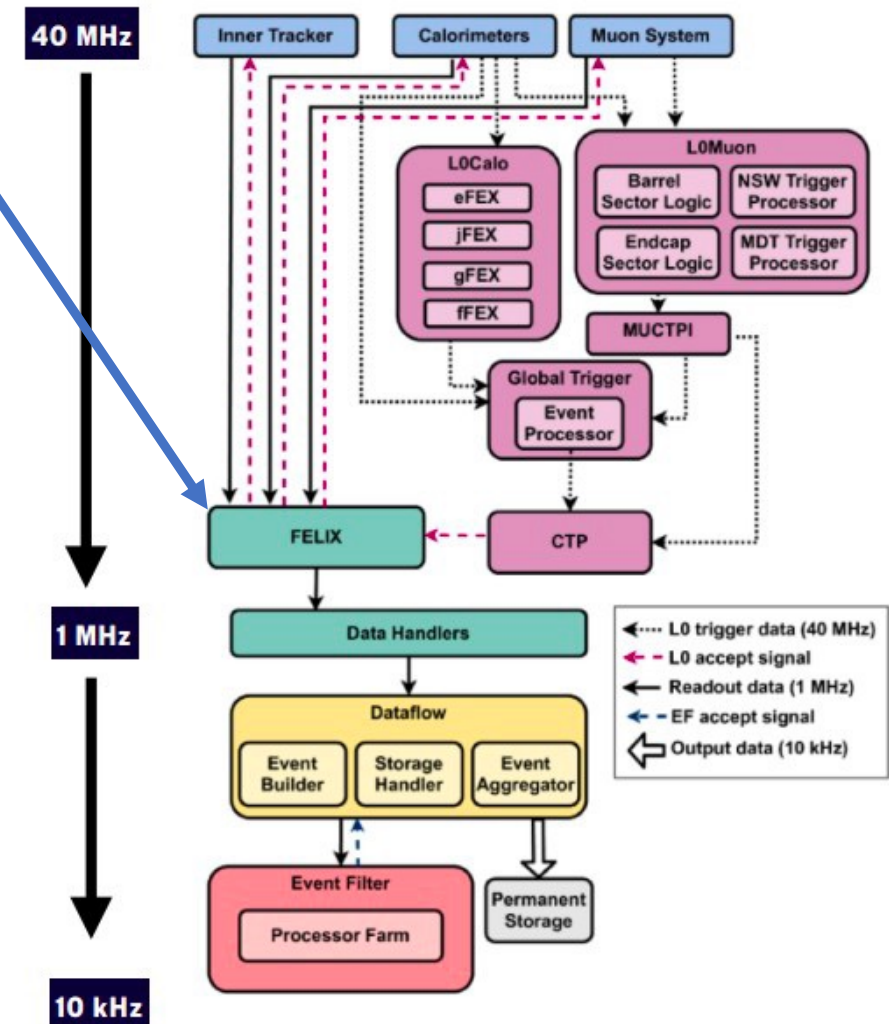 40 MHz
Inner Tracker
Calorimeters
Muon System
L0Calo
eFEX
jFEX
gFEX
fFEX
L0Muon
Barrel
Sector Logic
NSW Trigger
Processor
Endcap
Sector Logic
MDT Trigger
Processor
MUCTPI
Global Trigger
Event
Processor
FELIX
CTP
1 MHz
Data Handlers
L0 trigger data (40 MHz)
L0 accept signal
Readout data (1 MHz)
EF accept signal
Output data (10 kHz)
Dataflow
Event
Builder
Storage
Handler
Event
Aggregator
Event Filter
Processor Farm
Permanent
Storage
10 kHz